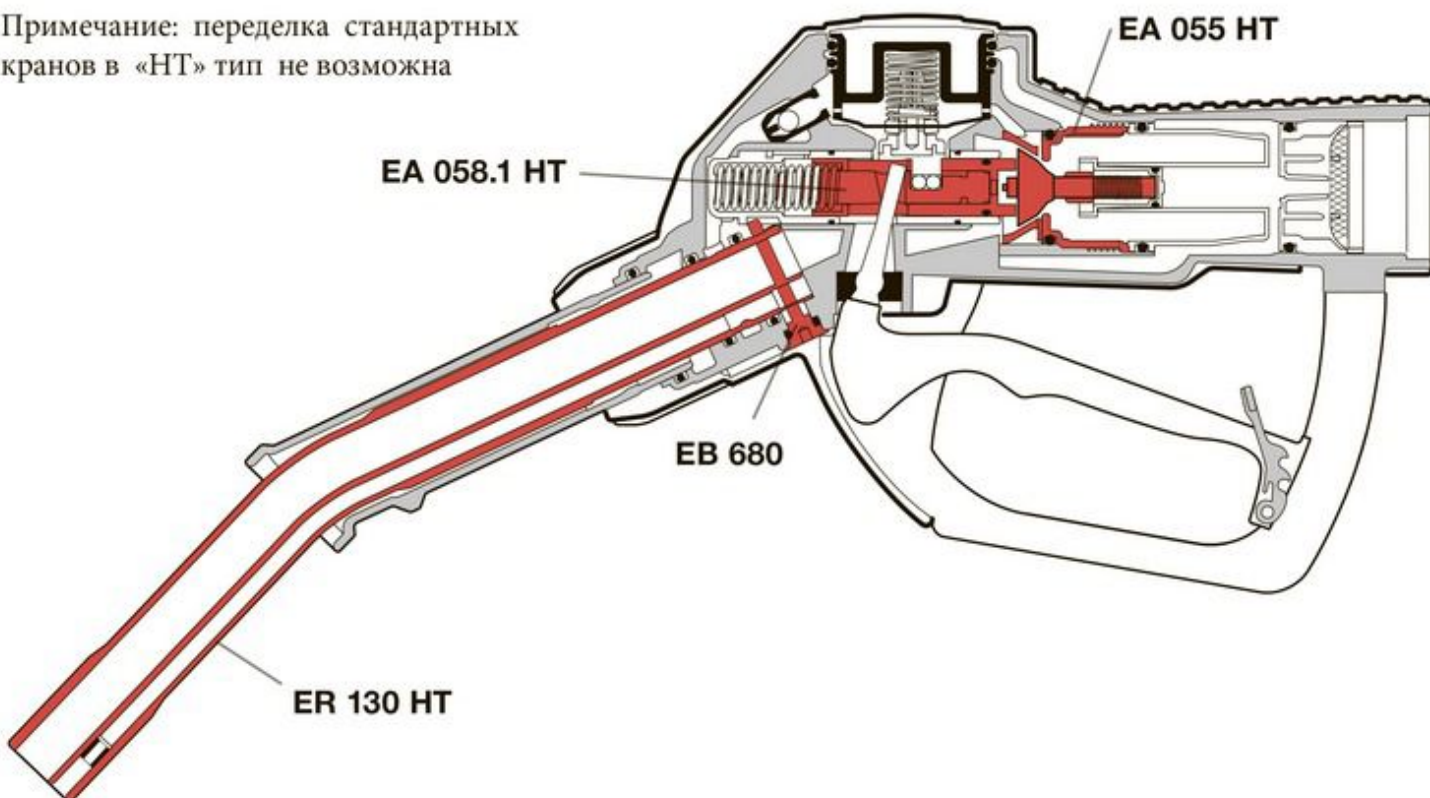 Примечание: переделка стандартных
кранов в «НТ» тип не возможна
EA 055 HT
EA 058.1 HT
EB 680
ER 130 HT